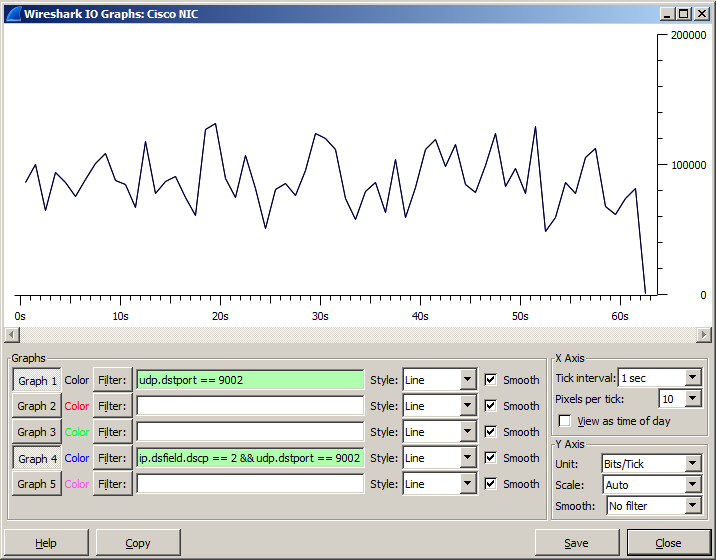 Wireshark IO Graphs: Cisco NIC
200000
100000
0
0s 10s 20s 30s 40s 50s 60s
Graphs
Graph 1 Color Filter: udp.dstport == 9002 Style: Line Smooth
Graph 2 Color Filter: Style: Line Smooth
Graph 3 Color Filter: Style: Line Smooth
Graph 4 Color Filter: ip.dsfield.dscp == 2 && udp.dstport == 9002 Style: Line Smooth
Graph 5 Color Filter: Style: Line Smooth
X Axis
Tick interval: 1 sec
Pixels per tick: 10
View as time of day
Y Axis
Unit: Bits/Tick
Scale: Auto
Smooth: No filter
Help Copy Save Close